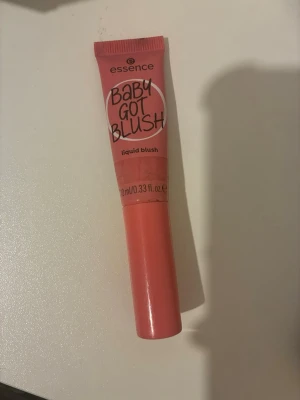 essence
BABY
GOT
BLUSH
liquid blush
0.33 fl.oz.